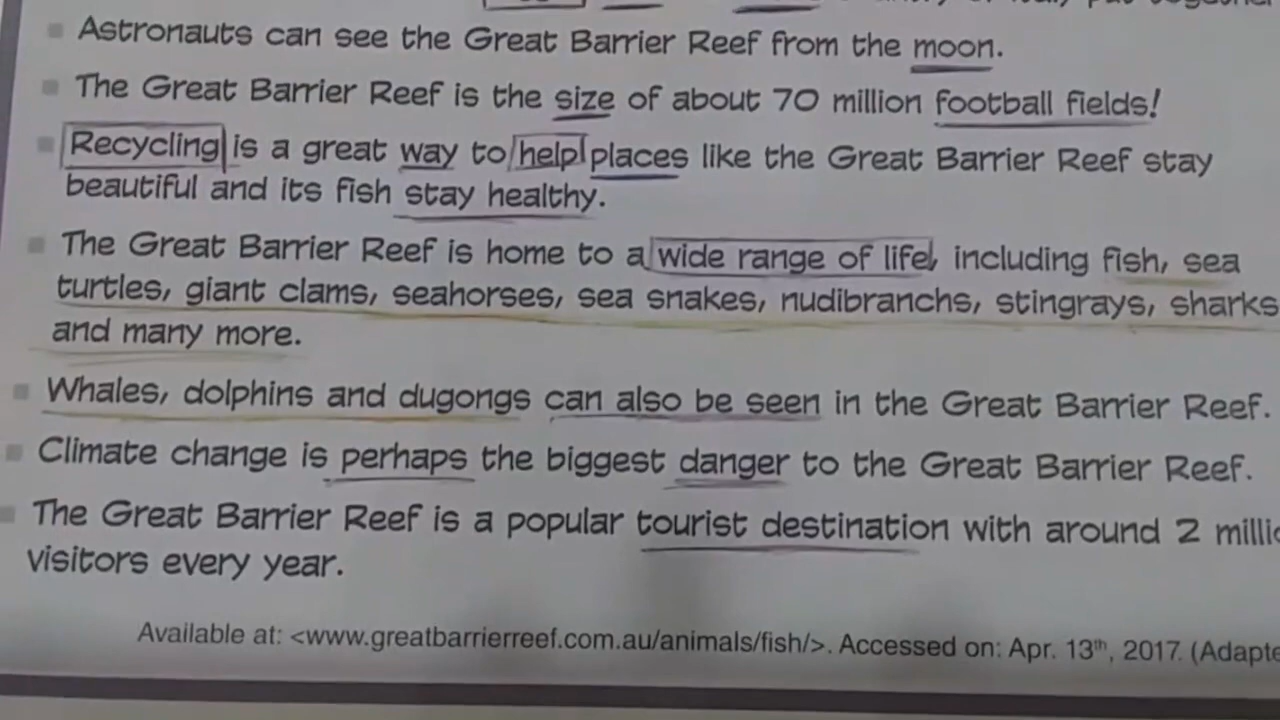 Astronauts can see the Great Barrier Reef from the moon.
The Great Barrier Reef is the size of about 70 million football fields!
Recycling is a great way to help places like the Great Barrier Reef stay
beautiful and its fish stay healthy.
The Great Barrier Reef is home to a wide range of life, including fish, sea
turtles, giant clams, seahorses, sea snakes, nudibranchs, stingrays, sharks
and many more.
Whales, dolphins and dugongs can also be seen in the Great Barrier Reef.
Climate change is perhaps the biggest danger to the Great Barrier Reef.
The Great Barrier Reef is a popular tourist destination with around 2
visitors every year.
Available at: <www.greatbarrierreef.com.au/animals/fish/>. Accessed on: Apr. 13th, 2017.